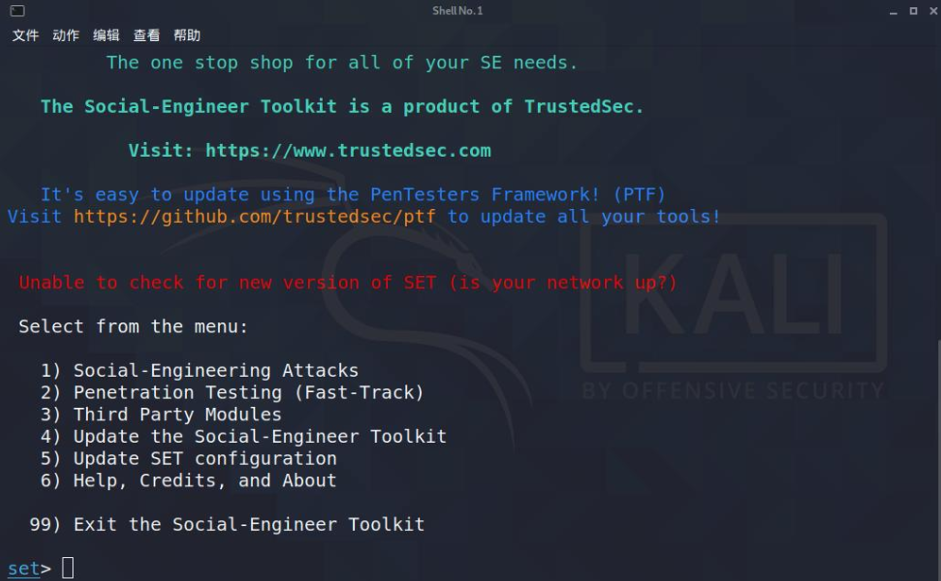 Shell No. 1
文件 动作 编辑 查看 帮助
The one stop shop for all of your SE needs.
The Social-Engineer Toolkit is a product of TrustedSec.
Visit: https://www.trustedsec.com
It's easy to update using the PenTesters Framework! (PTF)
Visit https://github.com/trustedsec/ptf to update all your tools!
Unable to check for new version of SET (is your network up?)
Select from the menu:
1) Social-Engineering Attacks
2) Penetration Testing (Fast-Track)
3) Third Party Modules
4) Update the Social-Engineer Toolkit
5) Update SET configuration
6) Help, Credits, and About
99) Exit the Social-Engineer Toolkit
set>
KALI
BY OFFENSIVE SECURITY